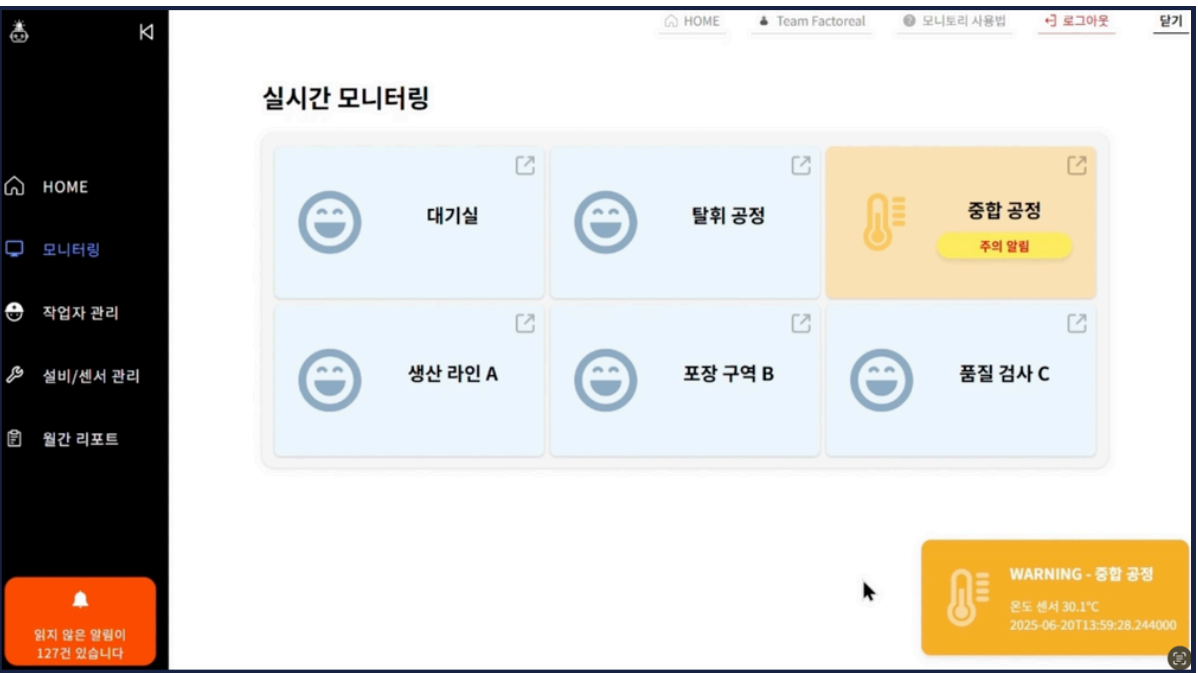 HOME
Team Factoreal
모니토리 사용법
로그아웃
닫기
HOME
모니터링
작업자 관리
설비/센서 관리
월간 리포트
읽지 않은 알림이
127건 있습니다
실시간 모니터링
대기실
탈휘 공정
중합 공정
주의 알림
생산 라인 A
포장 구역 B
품질 검사 C
WARNING - 중합 공정
온도 센서 30.1°C
2025-06-20T13:59:28.244000